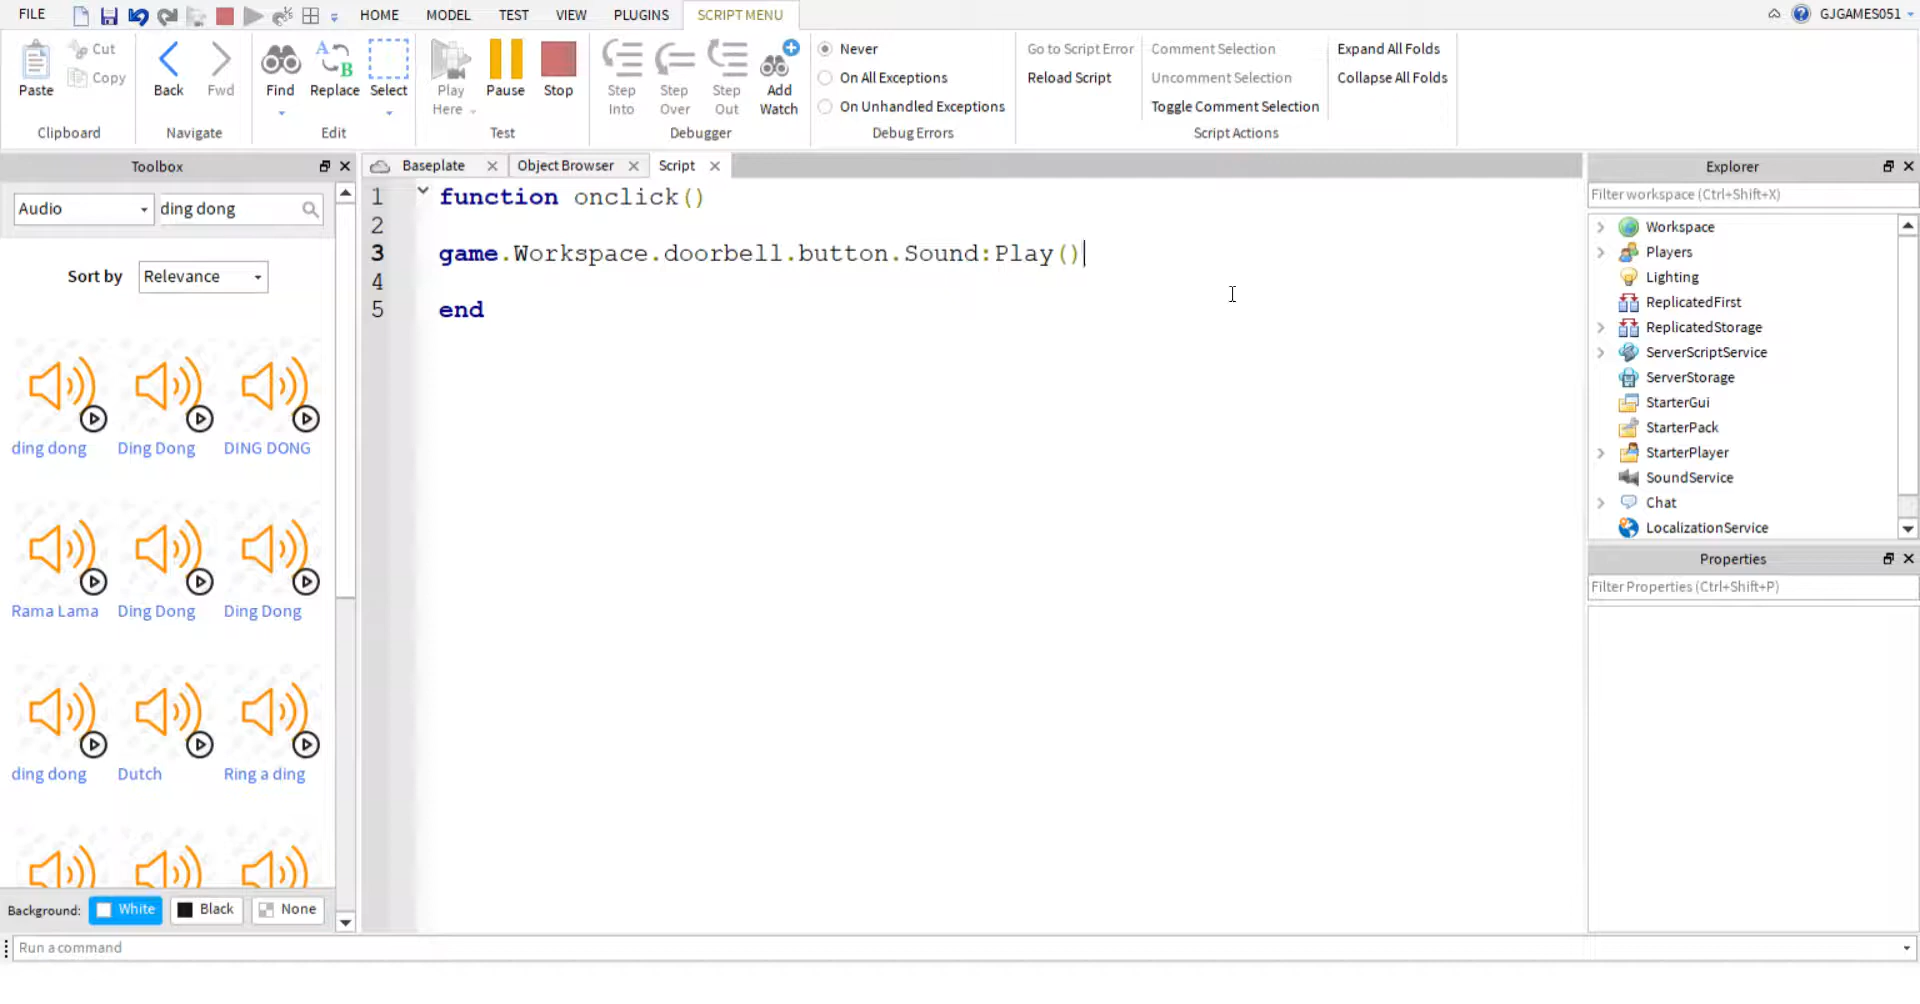 FILE HOME MODEL TEST VIEW PLUGINS SCRIPT MENU GJGAMES051
Paste Cut Copy
Clipboard
Back Fwd
Navigate
Find Replace Select
A B
Edit
Play Here Pause Stop
Test
Step Into Step Over Step Out Add Watch
Debugger
Never
On All Exceptions
On Unhandled Exceptions
Debug Errors
Go to Script Error
Reload Script
Comment Selection
Uncomment Selection
Toggle Comment Selection
Expand All Folds
Collapse All Folds
Script Actions
Toolbox
Audio ding dong
Sort by Relevance
ding dong Ding Dong DING DONG
Rama Lama Ding Dong Ding Dong
ding dong Dutch Ring a ding
Background: White Black None
Baseplate Object Browser Script
1 function onclick()
2
3 game.Workspace.doorbell.button.Sound:Play()
4
5 end
Explorer
Filter workspace (Ctrl+Shift+X)
Workspace
Players
Lighting
ReplicatedFirst
ReplicatedStorage
ServerScriptService
ServerStorage
StarterGui
StarterPack
StarterPlayer
SoundService
Chat
LocalizationService
Properties
Filter Properties (Ctrl+Shift+P)
Run a command